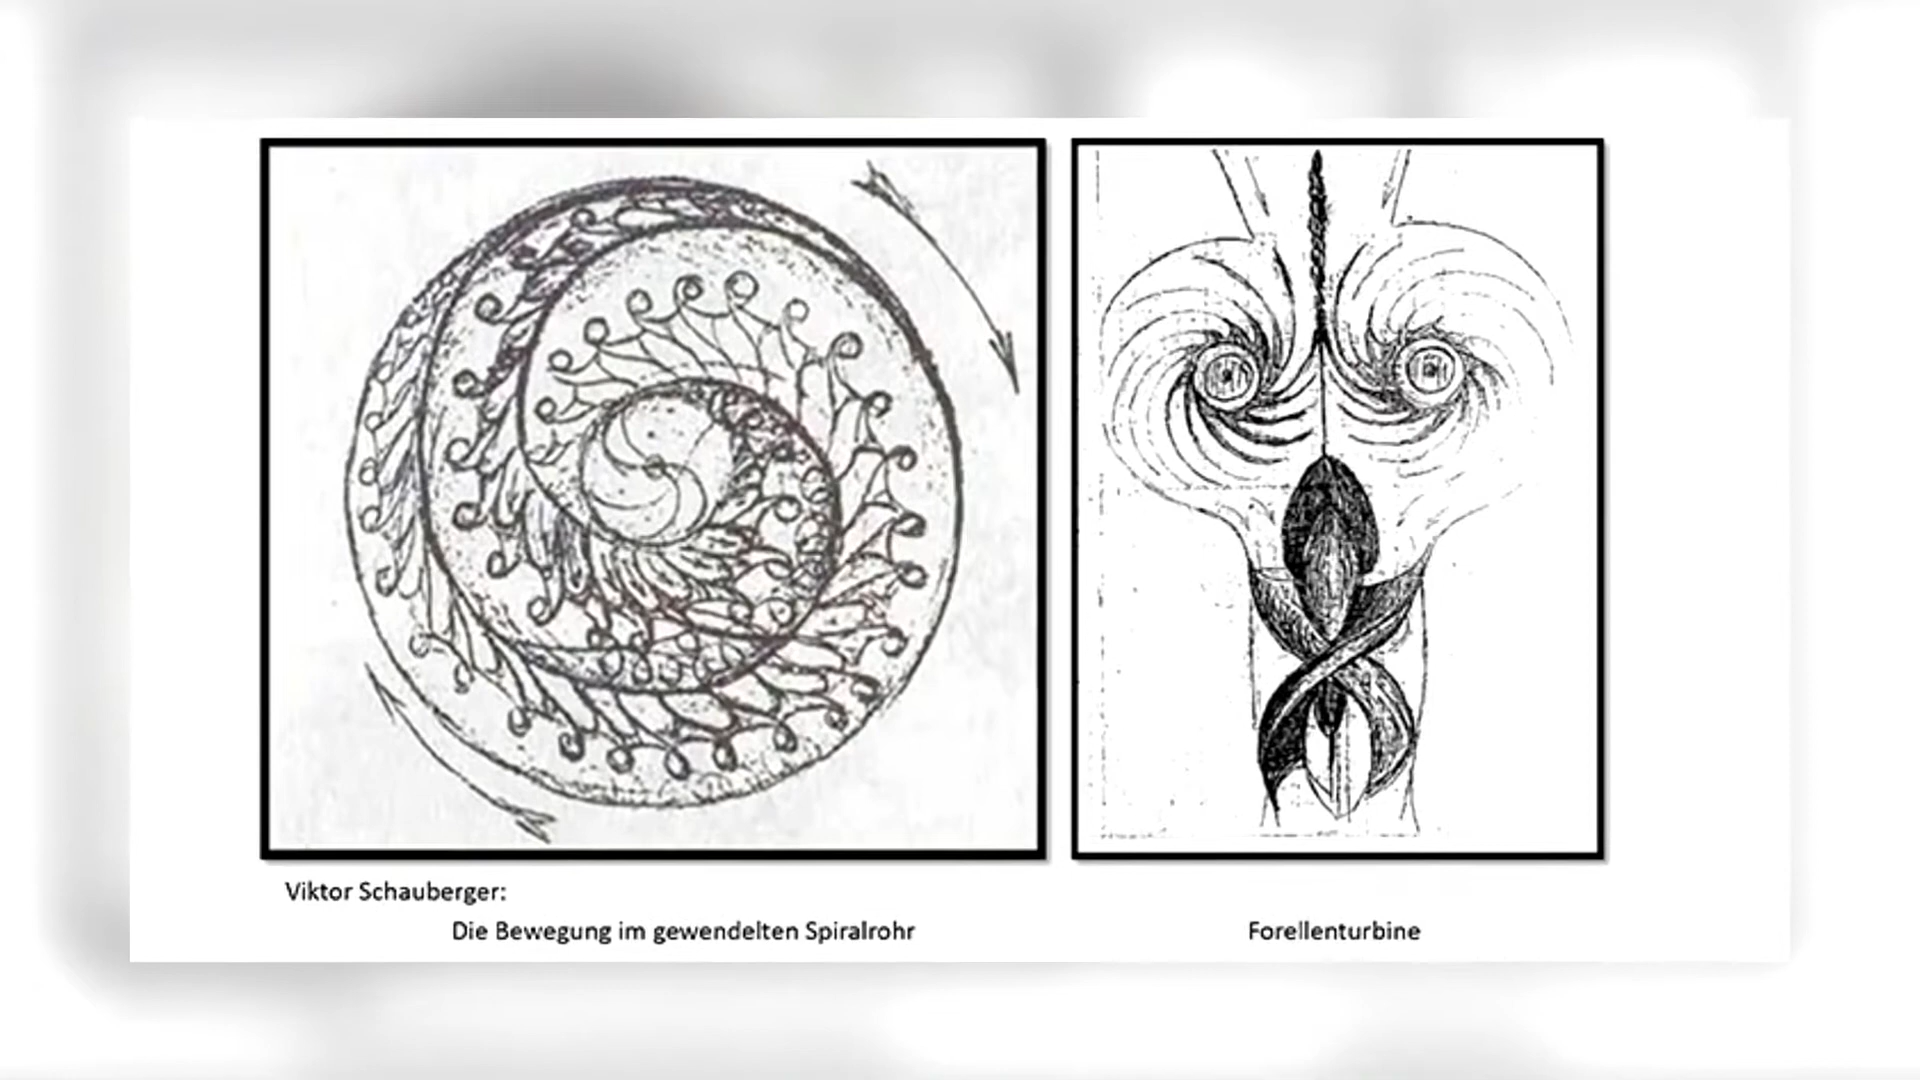 Viktor Schauberger:
Die Bewegung im gewendelten Spiralrohr
Forellenturbine